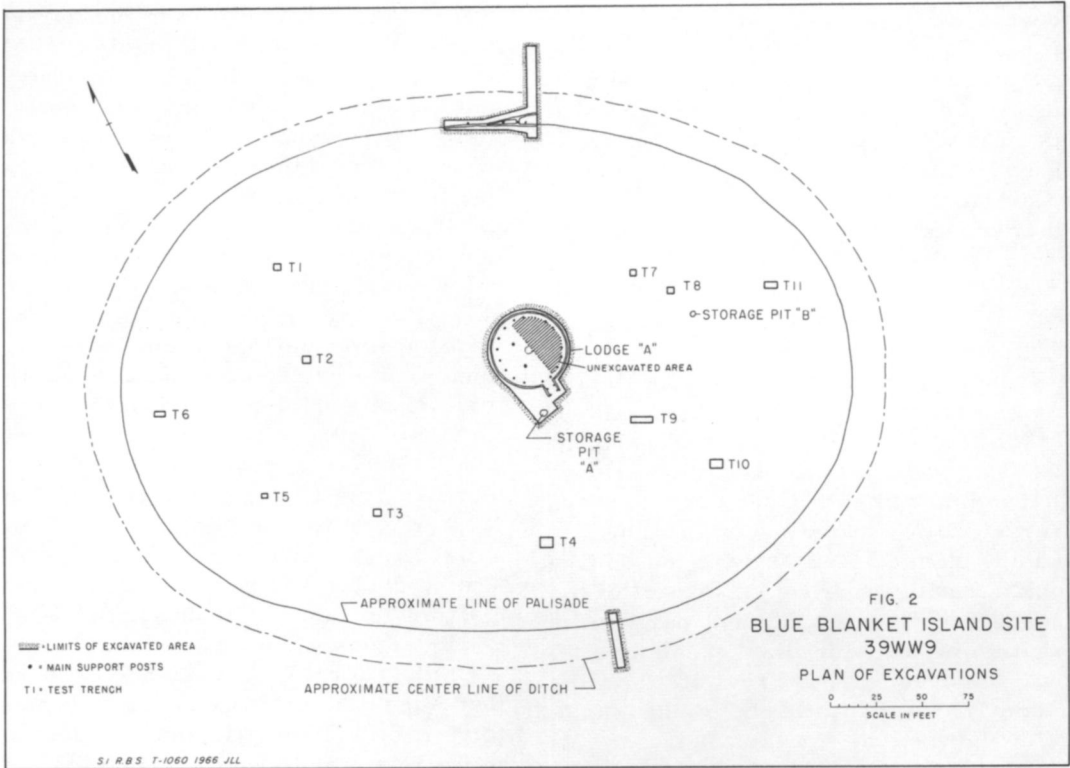 T1
T7
T8
T11
STORAGE PIT "B"
LODGE "A"
UNEXCAVATED AREA
T2
T6
T9
STORAGE
PIT
"A"
T10
T5
T3
T4
APPROXIMATE LINE OF PALISADE
APPROXIMATE CENTER LINE OF DITCH
=LIMITS OF EXCAVATED AREA
• = MAIN SUPPORT POSTS
T1 = TEST TRENCH
FIG. 2
BLUE BLANKET ISLAND SITE
39WW9
PLAN OF EXCAVATIONS
0 25 50 75
SCALE IN FEET
SI R.B.S T-1060 1966 JLL